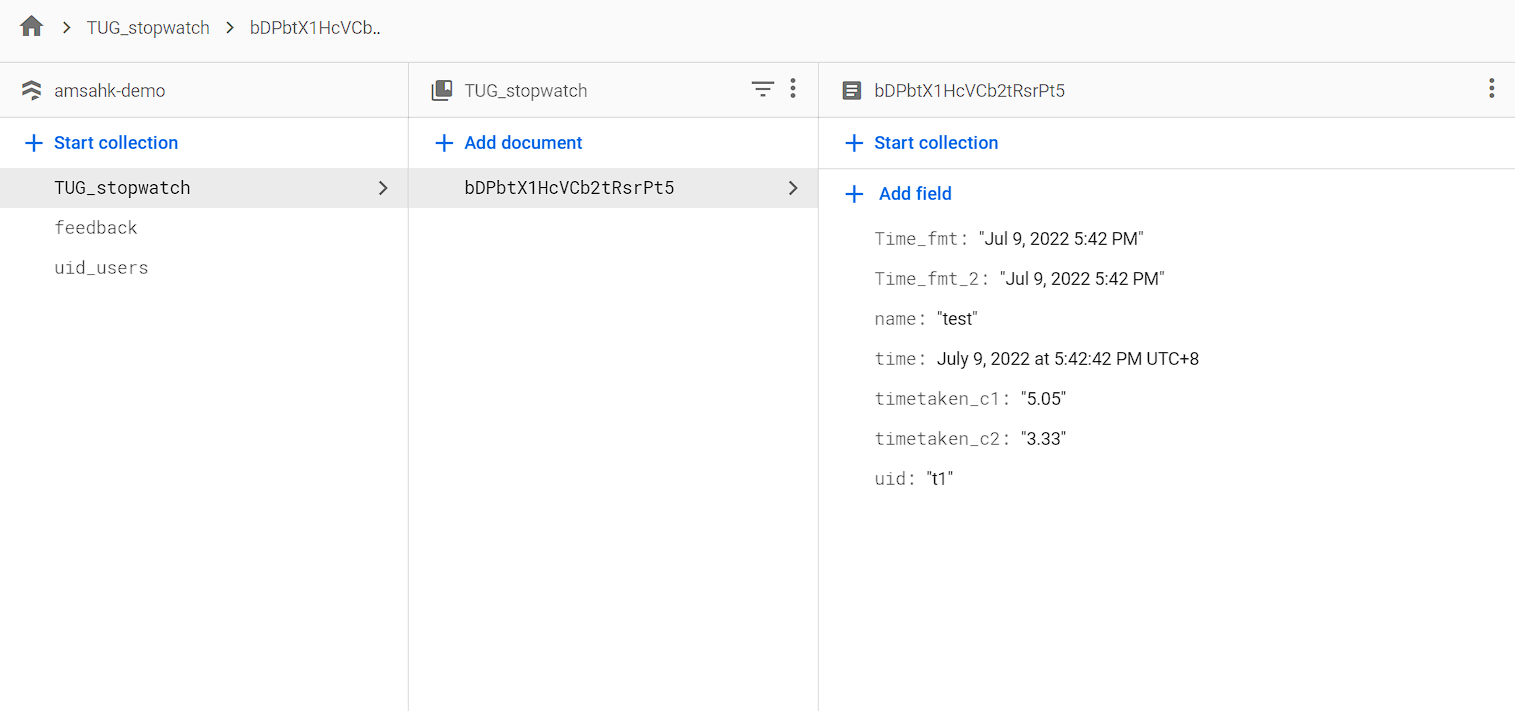 TUG_stopwatch
bDPbtX1HcVCb..
amsahk-demo
Start collection
TUG_stopwatch
feedback
uid_users
TUG_stopwatch
Add document
bDPbtX1HcVCb2tRsrPt5
bDPbtX1HcVCb2tRsrPt5
Start collection
Add field
Time_fmt: "Jul 9, 2022 5:42 PM"
Time_fmt_2: "Jul 9, 2022 5:42 PM"
name: "test"
time: July 9, 2022 at 5:42:42 PM UTC+8
timetaken_c1: "5.05"
timetaken_c2: "3.33"
uid: "t1"